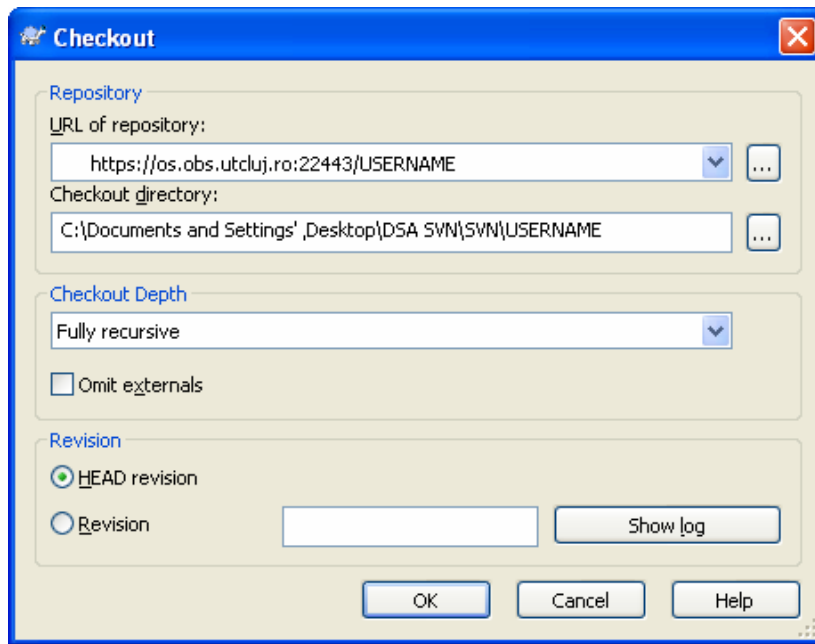 Checkout
Repository
URL of repository:
https://os.obs.utcluj.ro:22443/USERNAME
...
Checkout directory:
C:\Documents and Settings' ,Desktop\DSA SVN\SVN\USERNAME
...
Checkout Depth
Fully recursive
Omit externals
Revision
HEAD revision
Revision
Show log
OK Cancel Help